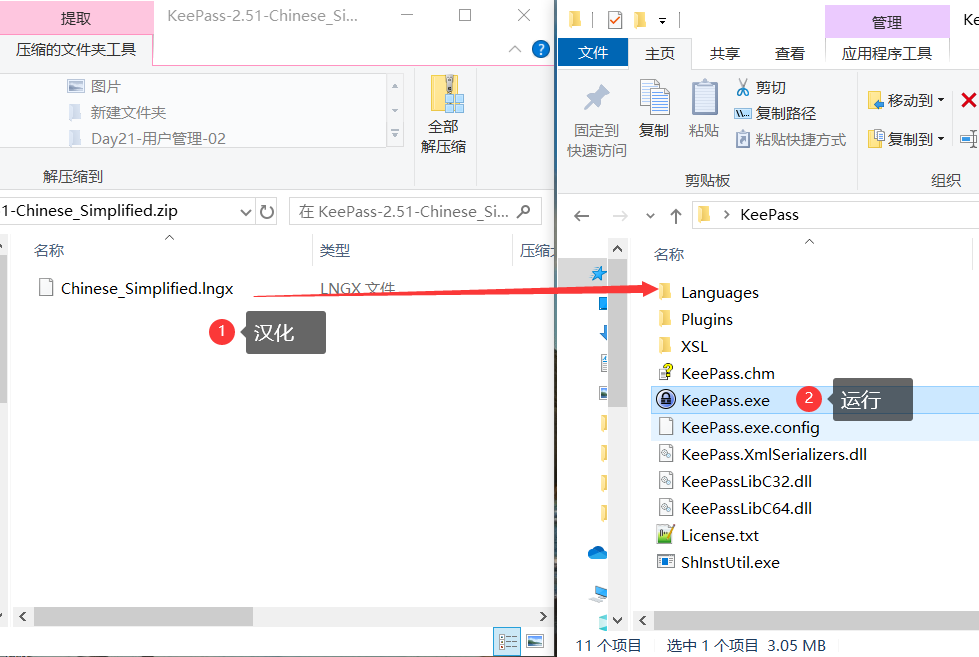 提取
KeePass-2.51-Chinese_Si...
压缩的文件夹工具
图片
新建文件夹
Day21-用户管理-02
全部
解压缩
解压缩到
1-Chinese_Simplified.zip
在 KeePass-2.51-Chinese_Si...
名称
类型
Chinese_Simplified.lngx
LNGX 文件
1
汉化
管理
文件
主页
共享
查看
应用程序工具
固定到
快速访问
复制
粘贴
剪切
复制路径
粘贴快捷方式
剪贴板
移动到
复制到
组织
KeePass
名称
Languages
Plugins
XSL
KeePass.chm
KeePass.exe
2
运行
KeePass.exe.config
KeePass.XmlSerializers.dll
KeePassLibC32.dll
KeePassLibC64.dll
License.txt
ShInstUtil.exe
11 个项目
选中 1 个项目 3.05 MB